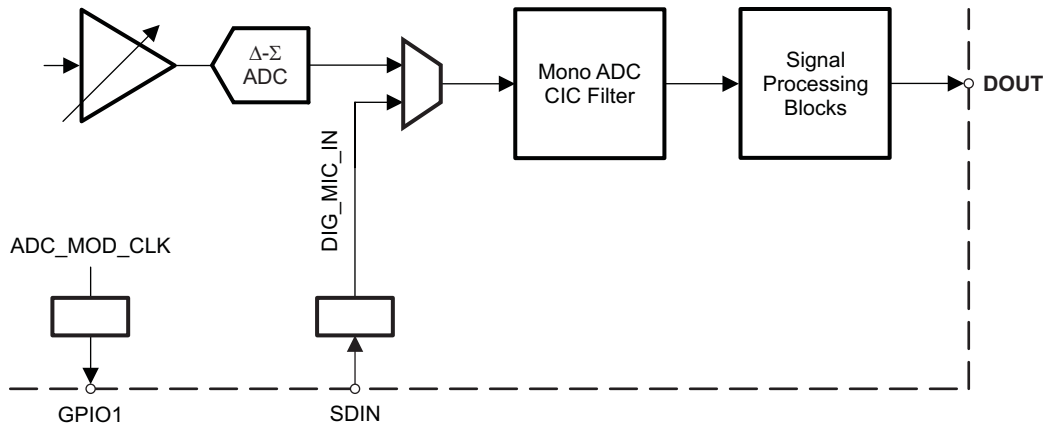 Δ-Σ
ADC
Mono ADC
CIC Filter
Signal
Processing
Blocks
DOUT
DIG_MIC_IN
ADC_MOD_CLK
GPIO1
SDIN